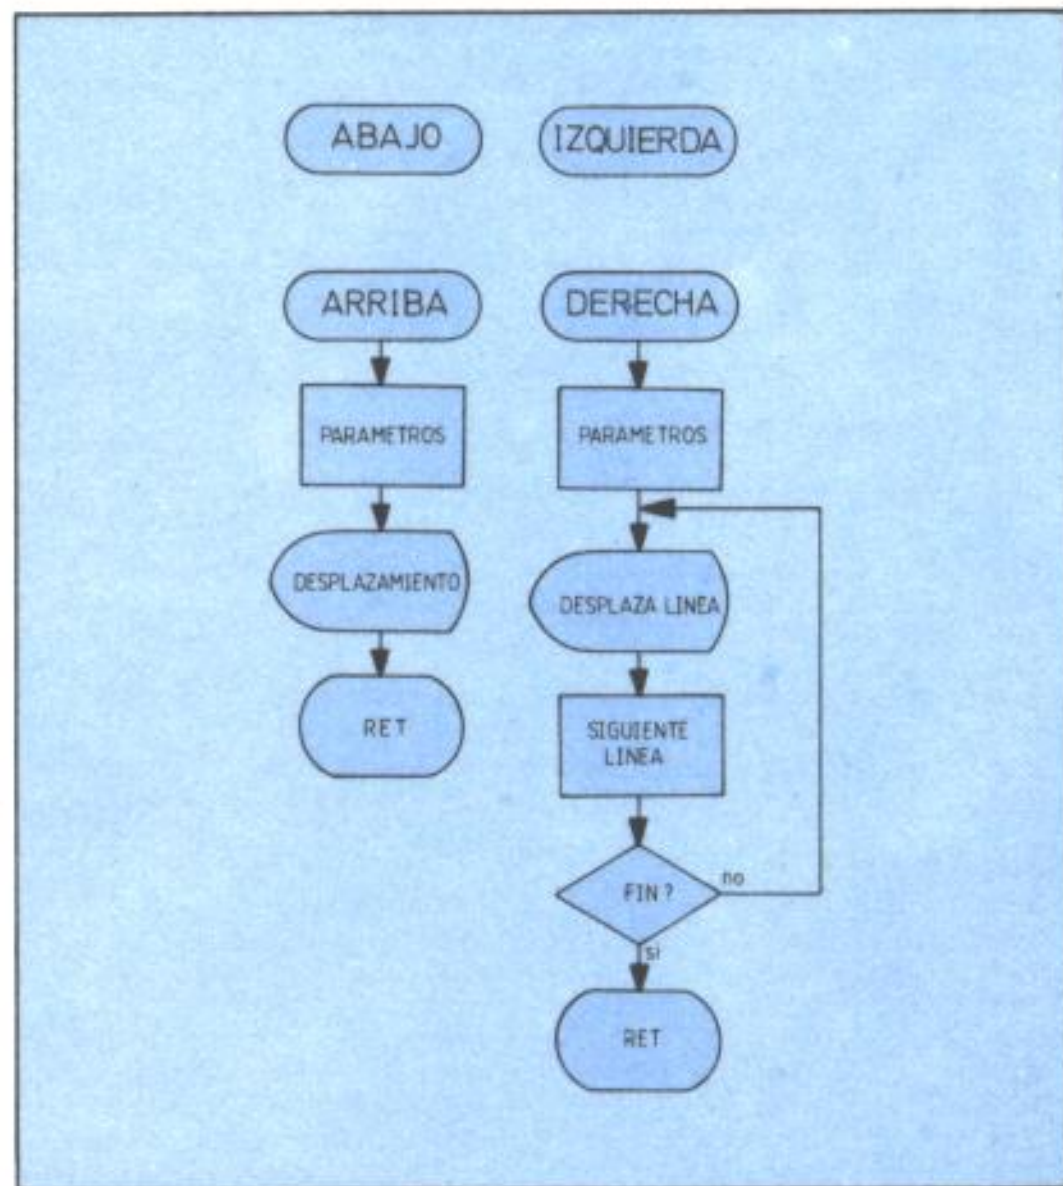 ABAJO
IZQUIERDA
ARRIBA
DERECHA
PARAMETROS
PARAMETROS
DESPLAZAMIENTO
DESPLAZA LINEA
RET
SIGUIENTE
LINEA
FIN ?
no
si
RET